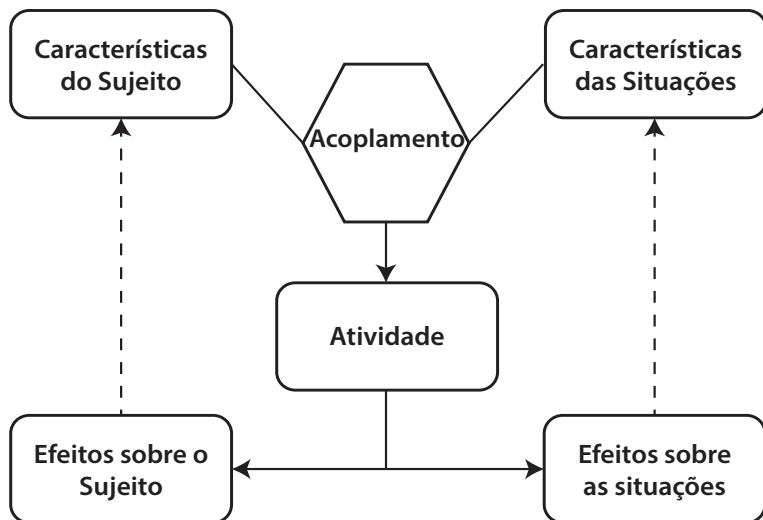 Características
do Sujeito
Características
das Situações
Acoplamento
Atividade
Efeitos sobre o
Sujeito
Efeitos sobre
as situações